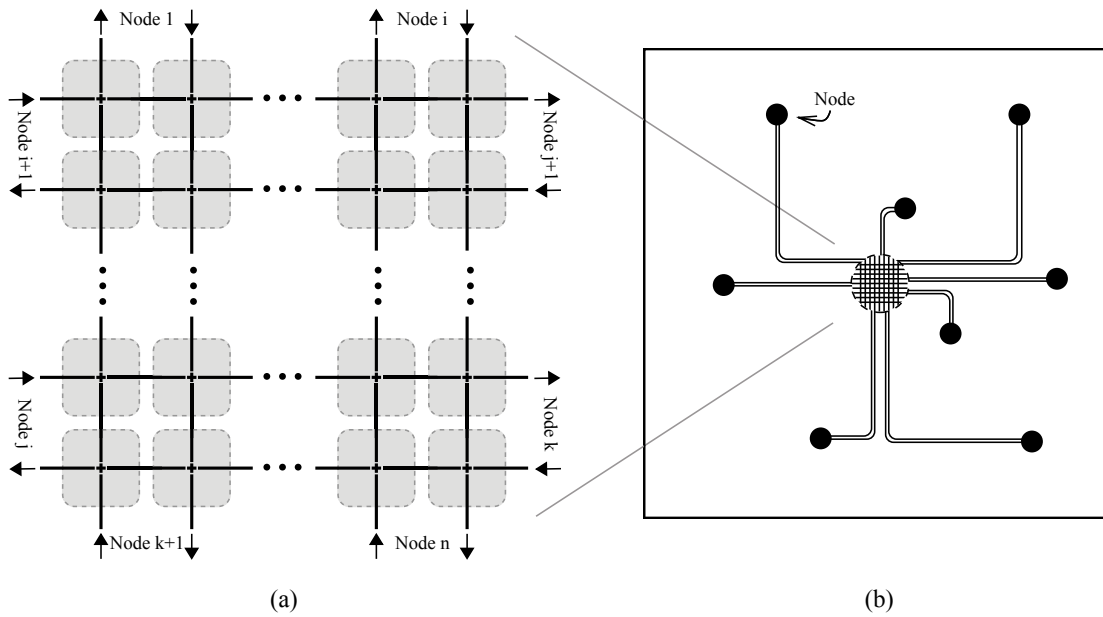 Node 1
Node i
Node i+1
Node j+1
Node j
Node k
Node k+1
Node n
(a)
Node
(b)